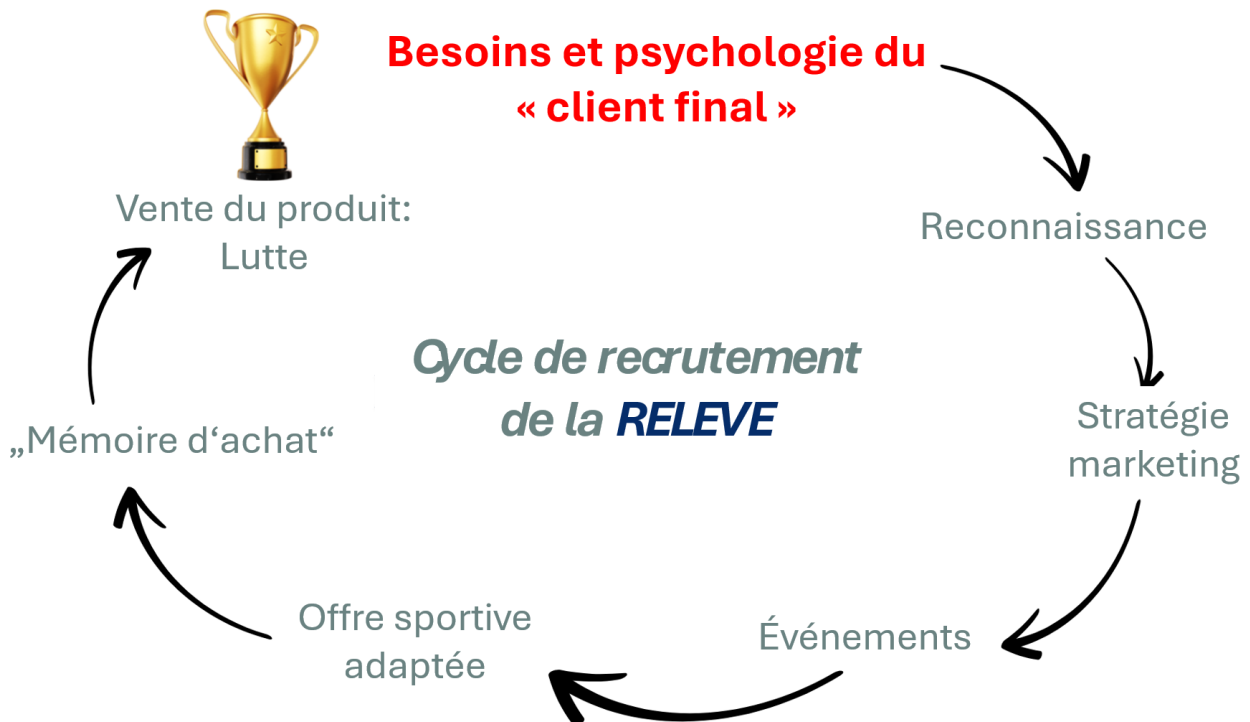 Besoins et psychologie du
« client final »
Reconnaissance
Stratégie
marketing
Événements
Offre sportive
adaptée
„Mémoire d‘achat“
Vente du produit:
Lutte
Cycle de recrutement
de la RELEVE